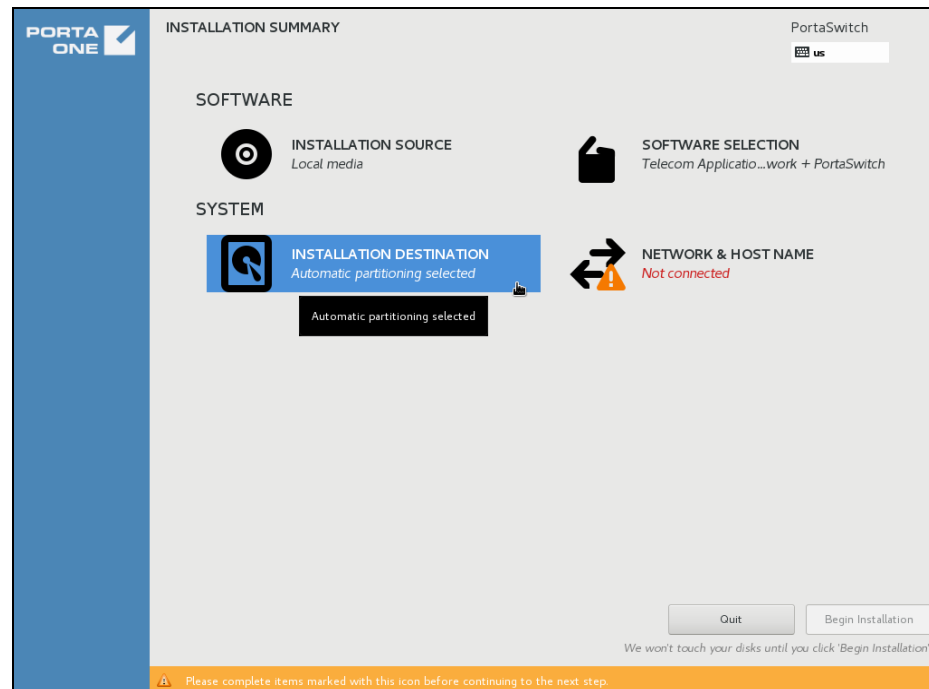 PORTA
ONE
INSTALLATION SUMMARY
PortaSwitch
us
SOFTWARE
INSTALLATION SOURCE
Local media
SOFTWARE SELECTION
Telecom Applicatio...work + PortaSwitch
SYSTEM
INSTALLATION DESTINATION
Automatic partitioning selected
NETWORK & HOST NAME
Not connected
Automatic partitioning selected
Quit
Begin Installation
We won't touch your disks until you click 'Begin Installation'
Please complete items marked with this icon before continuing to the next step.